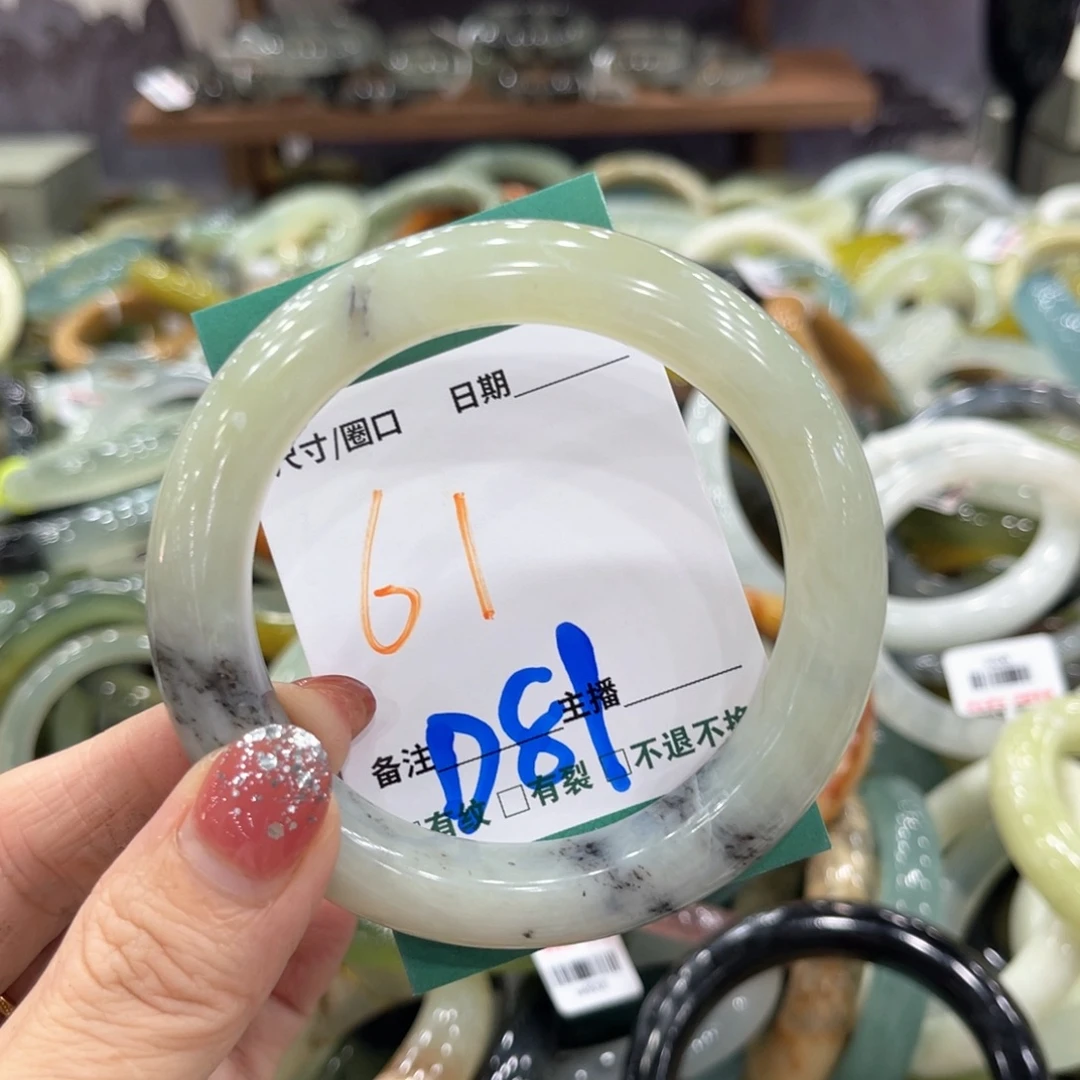 日期
尺寸/圈口
61
D81
主播
备注
□有纹 □有裂 □不退不换